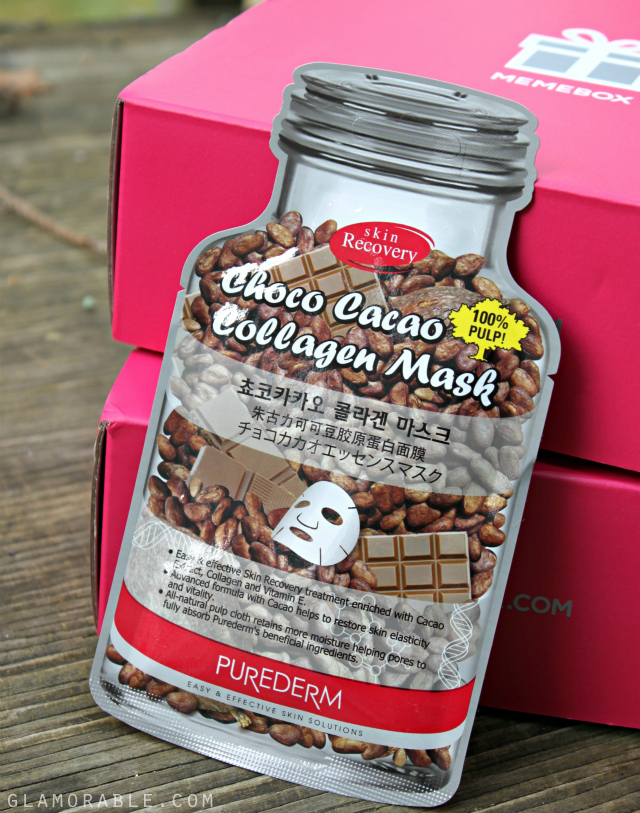 MEMEBOX
skin
Recovery
Choco Cacao
Collagen Mask
100%
PULP!
쵸코카카오 콜라겐 마스크
朱古力可可豆胶原蛋白面膜
チョコカカオエッセンスマスク
• Easy & effective Skin Recovery treatment enriched with Cacao
Extract, Collagen and Vitamin E.
• Advanced formula with Cacao helps to restore skin elasticity
and vitality.
• All-natural pulp cloth retains more moisture helping pores to
fully absorb Purederm's beneficial ingredients.
PUREDERM
EASY & EFFECTIVE SKIN SOLUTIONS
.COM
GLAMORABLE.COM